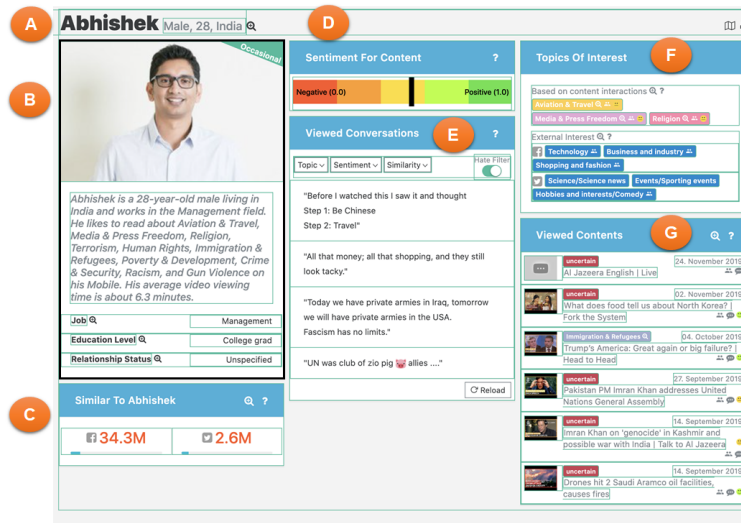 A
Abhishek Male, 28, India
D
B
Occasional
Abhishek is a 28-year-old male living in
India and works in the Management field.
He likes to read about Aviation & Travel,
Media & Press Freedom, Religion,
Terrorism, Human Rights, Immigration &
Refugees, Poverty & Development, Crime
& Security, Racism, and Gun Violence on
his Mobile. His average video viewing
time is about 6.3 minutes.
Job Management
Education Level College grad
Relationship Status Unspecified
C
Similar To Abhishek ?
34.3M 2.6M
Sentiment For Content ?
Negative (0.0) Positive (1.0)
Viewed Conversations E ?
Topic Sentiment Similarity Hate Filter
"Before I watched this I saw it and thought
Step 1: Be Chinese
Step 2: Travel"
"All that money; all that shopping, and they still
look tacky."
"Today we have private armies in Iraq, tomorrow
we will have private armies in the USA.
Fascism has no limits."
"UN was club of zio pig 🐷 allies ...."
Reload
Topics Of Interest F
Based on content interactions ?
Aviation & Travel
Media & Press Freedom Religion
External Interest ?
Technology Business and industry
Shopping and fashion
Science/Science news Events/Sporting events
Hobbies and interests/Comedy
Viewed Contents G ?
uncertain 24. November 2019
Al Jazeera English | Live
uncertain 02. November 2019
What does food tell us about North Korea? |
Fork the System
Immigration & Refugees 04. October 2019
Trump's America: Great again or big failure? |
Head to Head
uncertain 27. September 2019
Pakistan PM Imran Khan addresses United
Nations General Assembly
uncertain 14. September 2019
Imran Khan on 'genocide' in Kashmir and
possible war with India | Talk to Al Jazeera
uncertain 14. September 2019
Drones hit 2 Saudi Aramco oil facilities,
causes fires